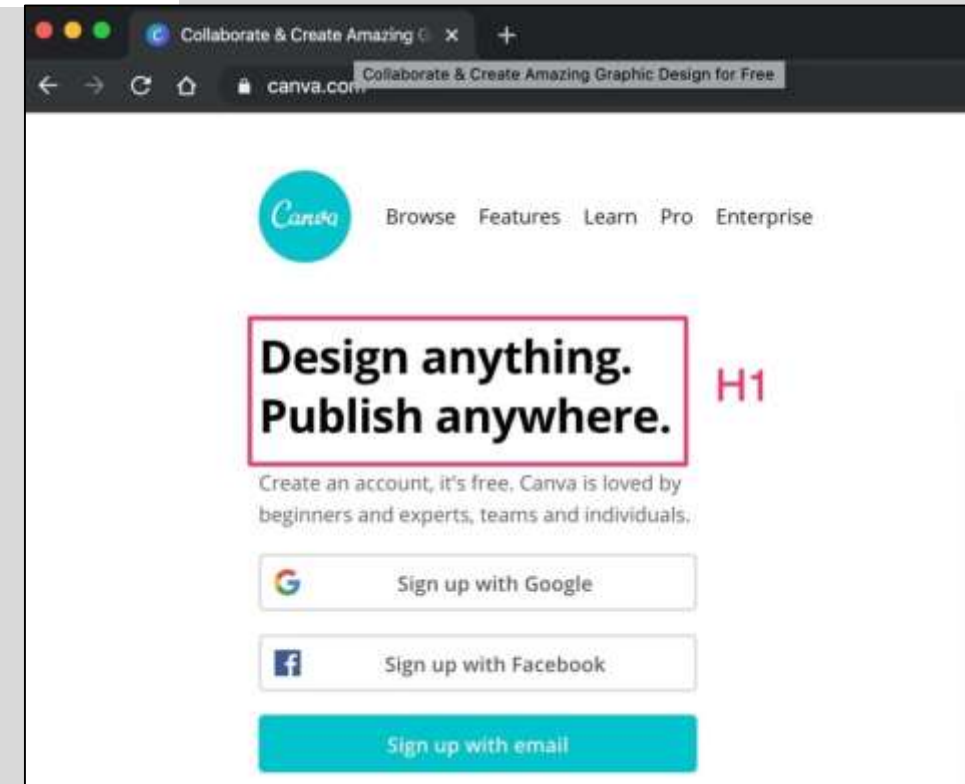 Collaborate & Create Amazing G
Collaborate & Create Amazing Graphic Design for Free
canva.com
Canva
Browse Features Learn Pro Enterprise
Design anything.
Publish anywhere.
H1
Create an account, it's free. Canva is loved by
beginners and experts, teams and individuals.
Sign up with Google
Sign up with Facebook
Sign up with email